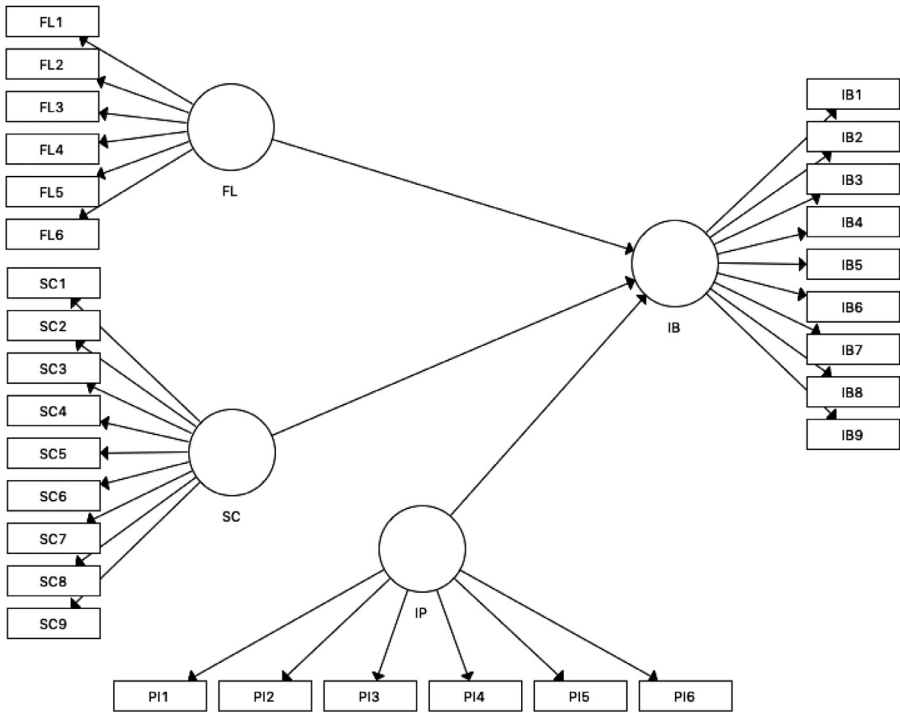 FL1
FL2
FL3
FL4
FL5
FL6
FL
SC1
SC2
SC3
SC4
SC5
SC6
SC7
SC8
SC9
SC
IP
PI1
PI2
PI3
PI4
PI5
PI6
IB
IB1
IB2
IB3
IB4
IB5
IB6
IB7
IB8
IB9